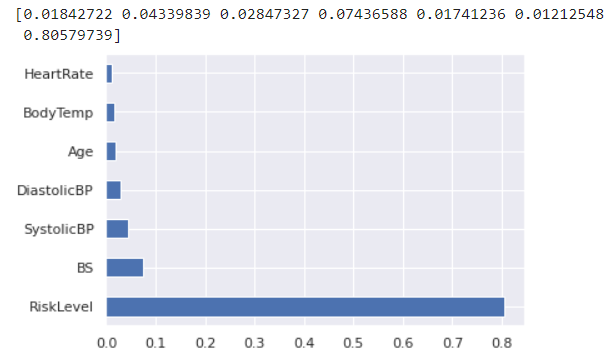 [0.01842722 0.04339839 0.02847327 0.07436588 0.01741236 0.01212548
0.80579739]
HeartRate
BodyTemp
Age
DiastolicBP
SystolicBP
BS
RiskLevel
0.0 0.1 0.2 0.3 0.4 0.5 0.6 0.7 0.8